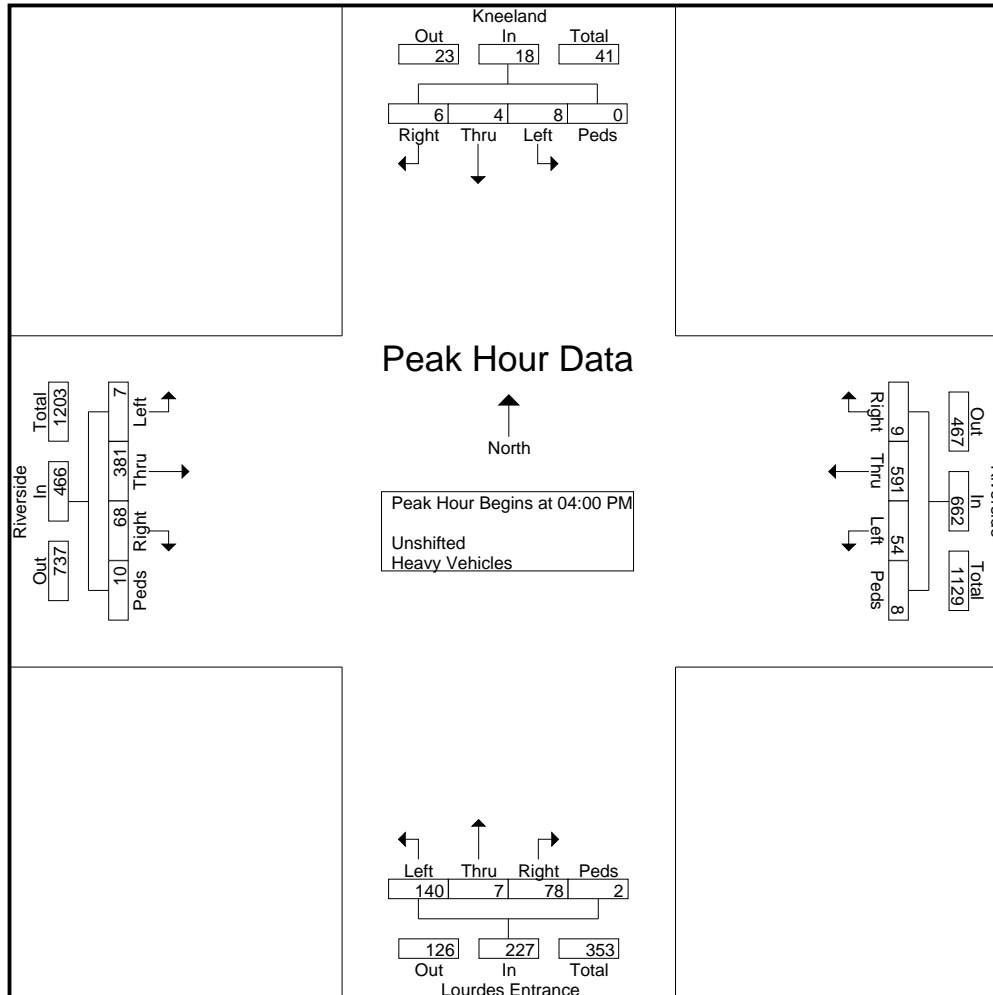 Kneeland
Out In Total
23 18 41
6 4 8 0
Right Thru Left Peds
Peak Hour Data
North
Peak Hour Begins at 04:00 PM
Unshifted
Heavy Vehicles
Riverside
Total In Out
1203 466 737
7 381 68 10
Left Thru Right Peds
Out In Total
467 662 1129
Right Thru Left Peds
9 591 54 8
Left Thru Right Peds
140 7 78 2
126 227 353
Out In Total
Lourdes Entrance